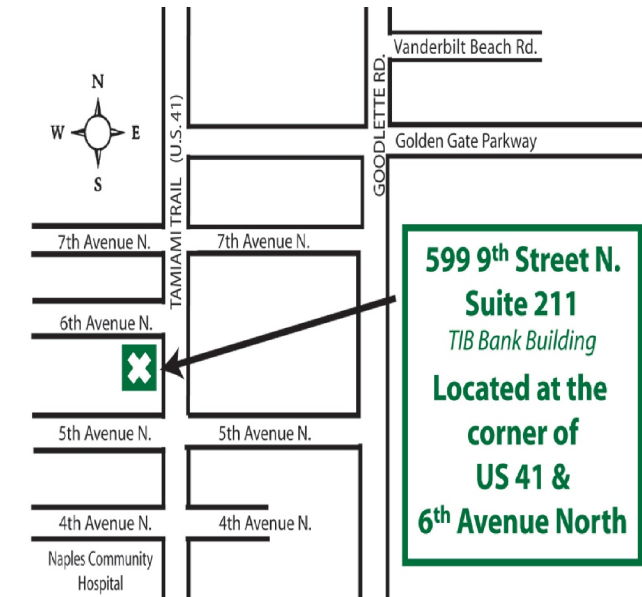 Vanderbilt Beach Rd.
N
W
E
S
TAMIAMI TRAIL (U.S. 41)
GOODLETTE RD.
Golden Gate Parkway
7th Avenue N.
7th Avenue N.
599 9th Street N.
Suite 211
TIB Bank Building
Located at the
corner of
US 41 &
6th Avenue North
6th Avenue N.
5th Avenue N.
5th Avenue N.
4th Avenue N.
4th Avenue N.
Naples Community
Hospital